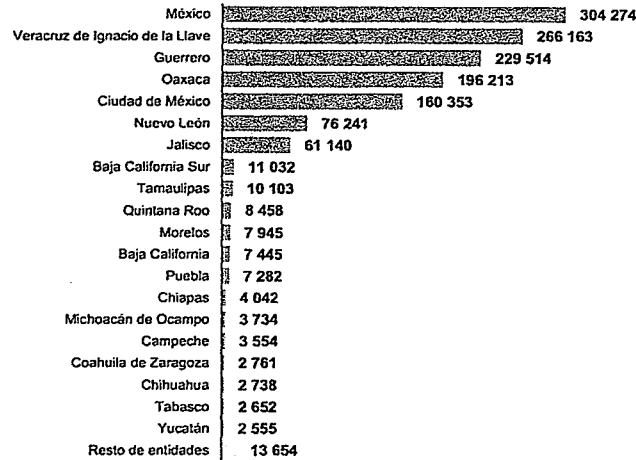 México 304 274
Veracruz de Ignacio de la Llave 266 163
Guerrero 229 514
Oaxaca 196 213
Ciudad de México 160 353
Nuevo León 76 241
Jalisco 61 140
Baja California Sur 11 032
Tamaulipas 10 103
Quintana Roo 8 458
Morelos 7 945
Baja California 7 445
Puebla 7 282
Chiapas 4 042
Michoacán de Ocampo 3 734
Campeche 3 554
Coahuila de Zaragoza 2 761
Chihuahua 2 738
Tabasco 2 652
Yucatán 2 555
Resto de entidades 13 654